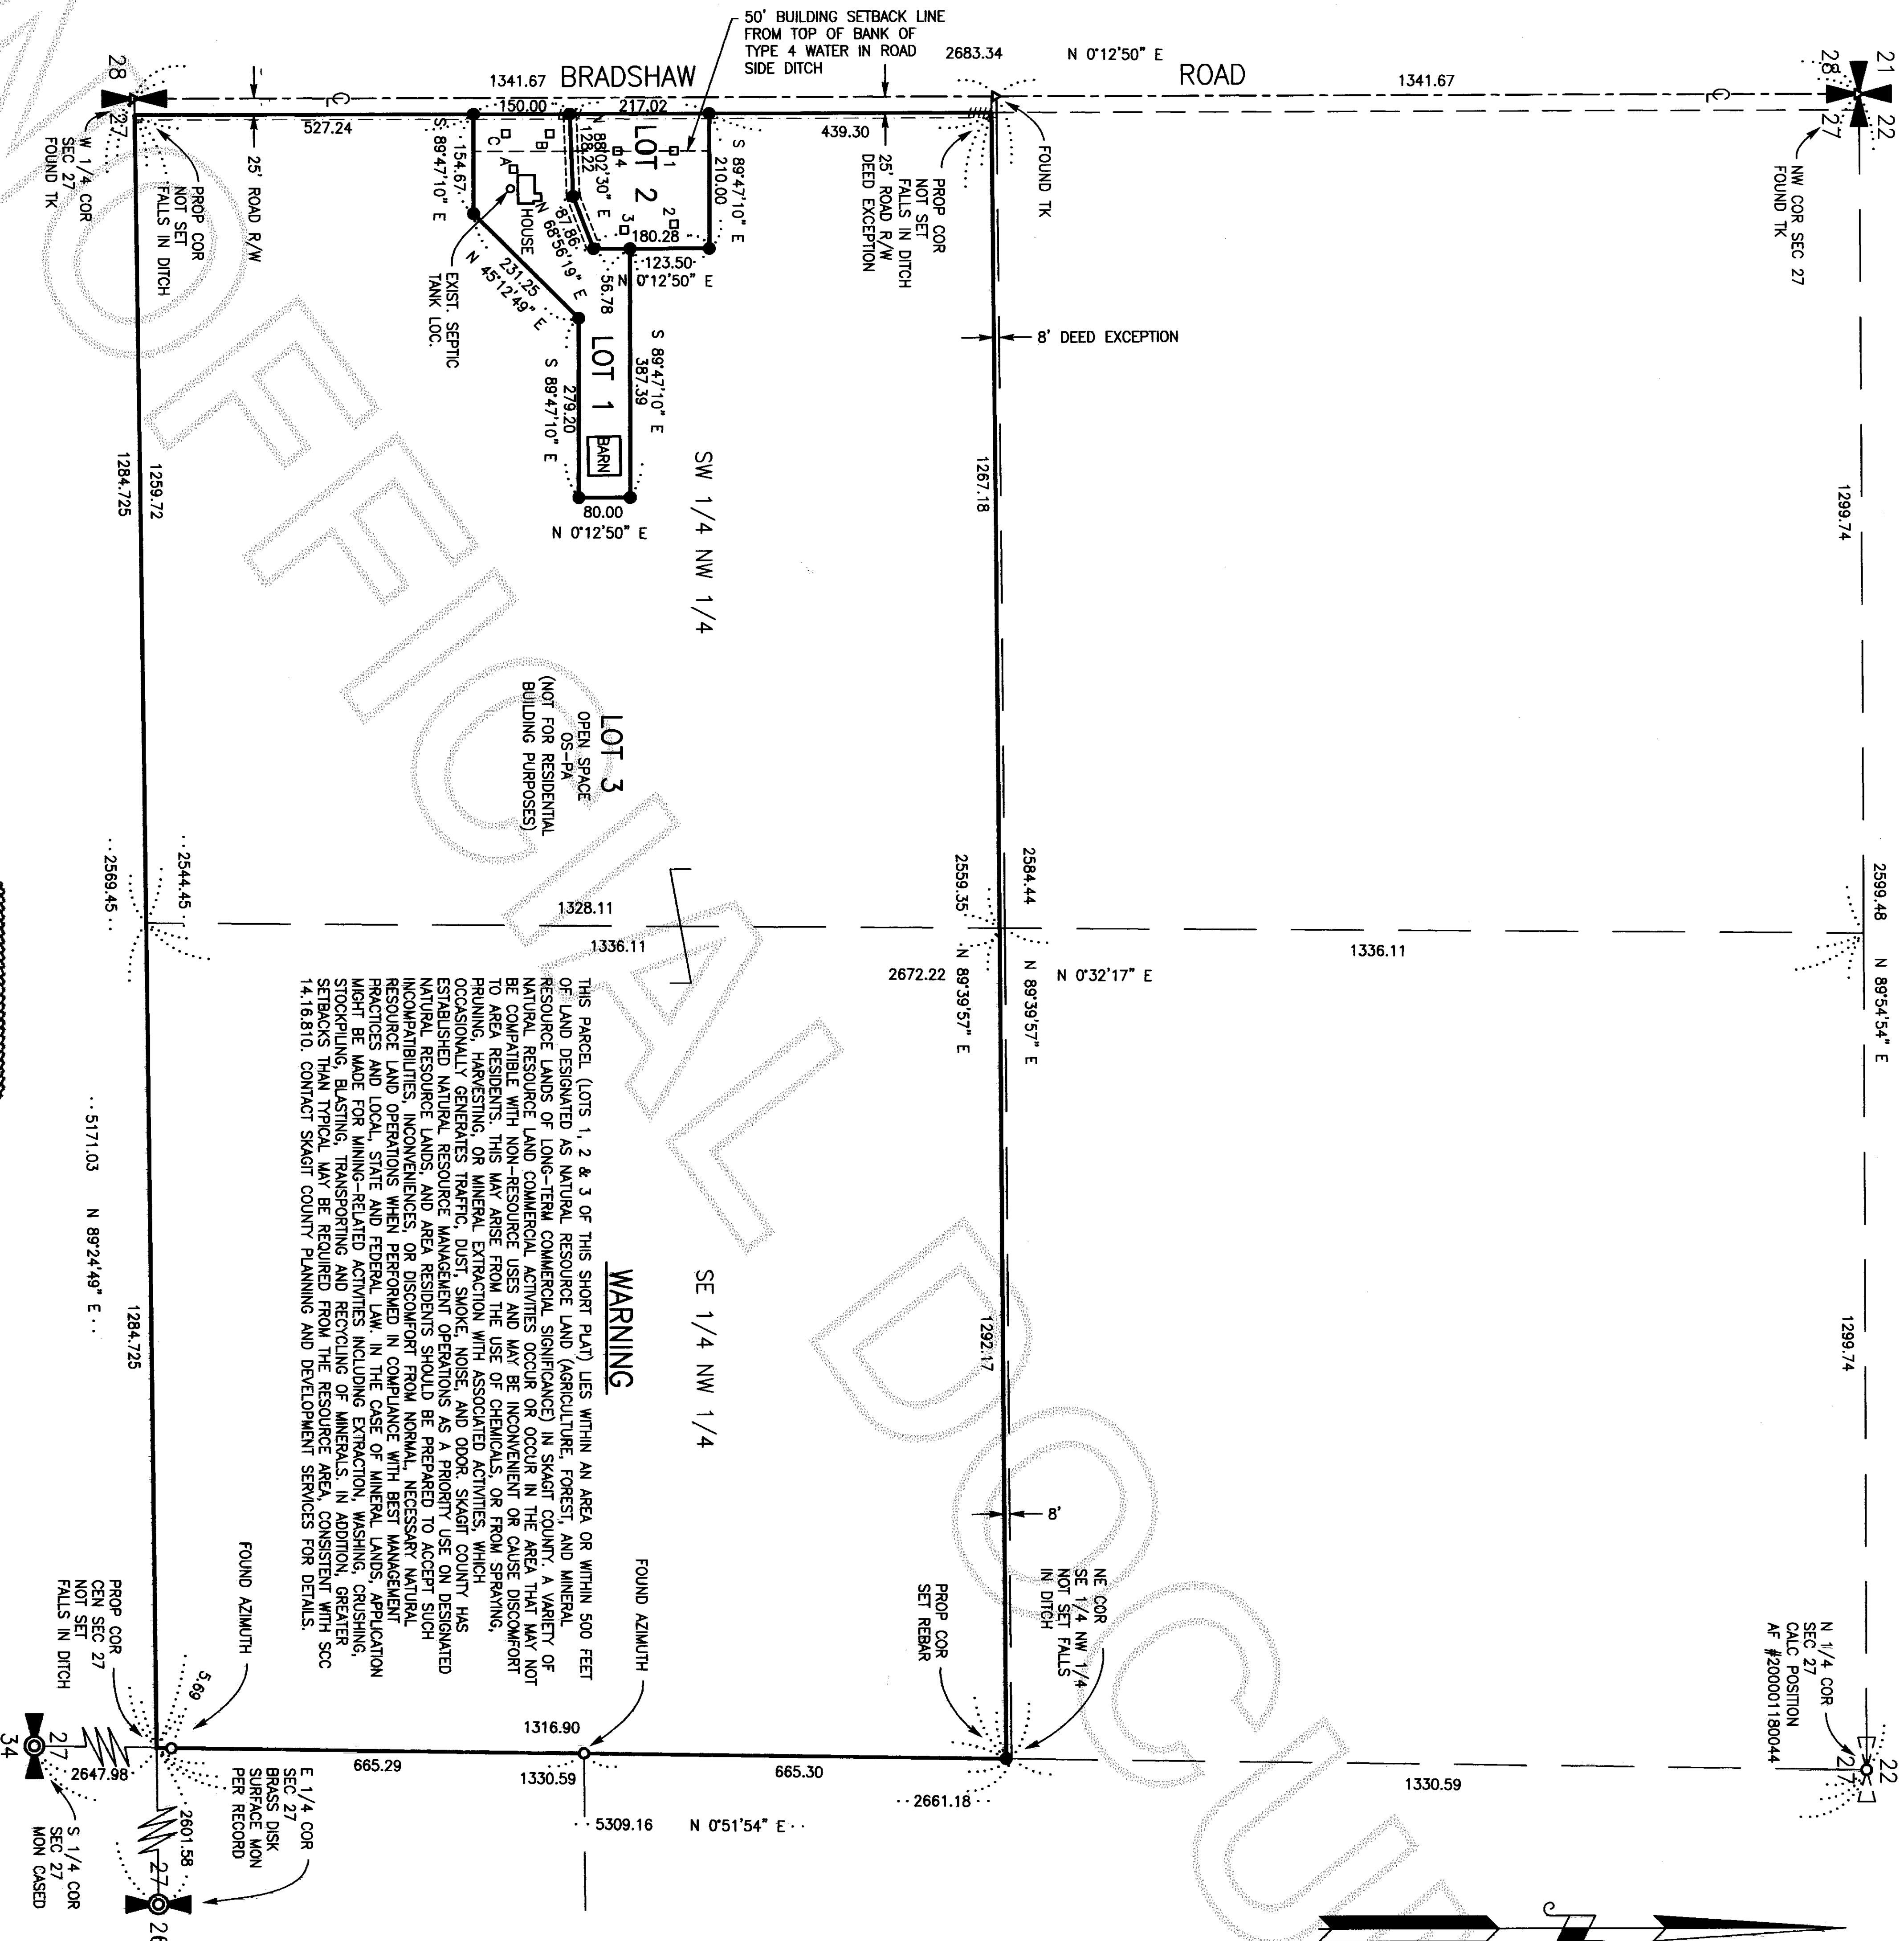 50' BUILDING SETBACK LINE
FROM TOP OF BANK OF
TYPE 4 WATER IN ROAD
SIDE DITCH
2683.34
N 0°12'50" E
1341.67
BRADSHAW
ROAD
1341.67
28
27
21
22
28
27
W 1/4 COR
SEC 27
FOUND TK
PROP COR
NOT SET
FALLS IN DITCH
25' ROAD R/W
527.24
150.00
217.02
439.30
25' ROAD R/W
DEED EXCEPTION
PROP COR
NOT SET
FALLS IN DITCH
FOUND TK
NW COR SEC 27
FOUND TK
S 89°47'10" E
154.67
C
A
B
HOUSE
EXIST. SEPTIC
TANK LOC.
N 88°02'30" E
128.22
87.86
N 68°56'19" E
LOT 2
1
2
3
4
S 89°47'10" E
210.00
180.28
123.50
N 0°12'50" E
56.78
231.25
N 45°12'49" E
LOT 1
S 89°47'10" E
387.39
279.20
S 89°47'10" E
BARN
80.00
N 0°12'50" E
8' DEED EXCEPTION
1267.18
SW 1/4 NW 1/4
1259.72
1284.725
1299.74
LOT 3
OPEN SPACE
OS-PA
(NOT FOR RESIDENTIAL
BUILDING PURPOSES)
2544.45
2569.45
1328.11
1336.11
2584.44
N 89°39'57" E
2559.35
N 89°39'57" E
2672.22
N 0°32'17" E
1336.11
2599.48
N 89°54'54" E
5171.03
N 89°24'49" E
1284.725
WARNING
THIS PARCEL (LOTS 1, 2 & 3 OF THIS SHORT PLAT) LIES WITHIN AN AREA OR WITHIN 500 FEET
OF LAND DESIGNATED AS NATURAL RESOURCE LAND (AGRICULTURE, FOREST, AND MINERAL
RESOURCE LANDS OF LONG-TERM COMMERCIAL SIGNIFICANCE) IN SKAGIT COUNTY. A VARIETY OF
NATURAL RESOURCE LAND COMMERCIAL ACTIVITIES OCCUR OR OCCUR IN THE AREA THAT MAY NOT
BE COMPATIBLE WITH NON-RESOURCE USES AND MAY BE INCONVENIENT OR CAUSE DISCOMFORT
TO AREA RESIDENTS. THIS MAY ARISE FROM THE USE OF CHEMICALS, OR FROM SPRAYING,
PRUNING, HARVESTING, OR MINERAL EXTRACTION WITH ASSOCIATED ACTIVITIES, WHICH
OCCASIONALLY GENERATES TRAFFIC, DUST, SMOKE, NOISE, AND ODOR. SKAGIT COUNTY HAS
ESTABLISHED NATURAL RESOURCE MANAGEMENT OPERATIONS AS A PRIORITY USE ON DESIGNATED
NATURAL RESOURCE LANDS, AND AREA RESIDENTS SHOULD BE PREPARED TO ACCEPT SUCH
INCOMPATIBILITIES, INCONVENIENCES, OR DISCOMFORT FROM NORMAL, NECESSARY NATURAL
RESOURCE LAND OPERATIONS WHEN PERFORMED IN COMPLIANCE WITH BEST MANAGEMENT
PRACTICES AND LOCAL, STATE AND FEDERAL LAW. IN THE CASE OF MINERAL LANDS, APPLICATION
MIGHT BE MADE FOR MINING-RELATED ACTIVITIES INCLUDING EXTRACTION, WASHING, CRUSHING,
STOCKPILING, BLASTING, TRANSPORTING AND RECYCLING OF MINERALS. IN ADDITION, GREATER
SETBACKS THAN TYPICAL MAY BE REQUIRED FROM THE RESOURCE AREA, CONSISTENT WITH SCC
14.16.810. CONTACT SKAGIT COUNTY PLANNING AND DEVELOPMENT SERVICES FOR DETAILS.
SE 1/4 NW 1/4
1292.17
1299.74
8'
NE COR
SE 1/4 NW 1/4
NOT SET FALLS
IN DITCH
PROP COR
SET REBAR
FOUND AZIMUTH
FOUND AZIMUTH
PROP COR
CEN SEC 27
NOT SET
FALLS IN DITCH
N 1/4 COR
SEC 27
CALC POSITION
AF #200011180044
22
27
5.69
1316.90
665.29
1330.59
665.30
2661.18
1330.59
5309.16
N 0°51'54" E
2647.98
27
34
2601.58
27
26
E 1/4 COR
SEC 27
BRASS DISK
SURFACE MON
PER RECORD
S 1/4 COR
SEC 27
MON CASED
OFFICIAL DOCU